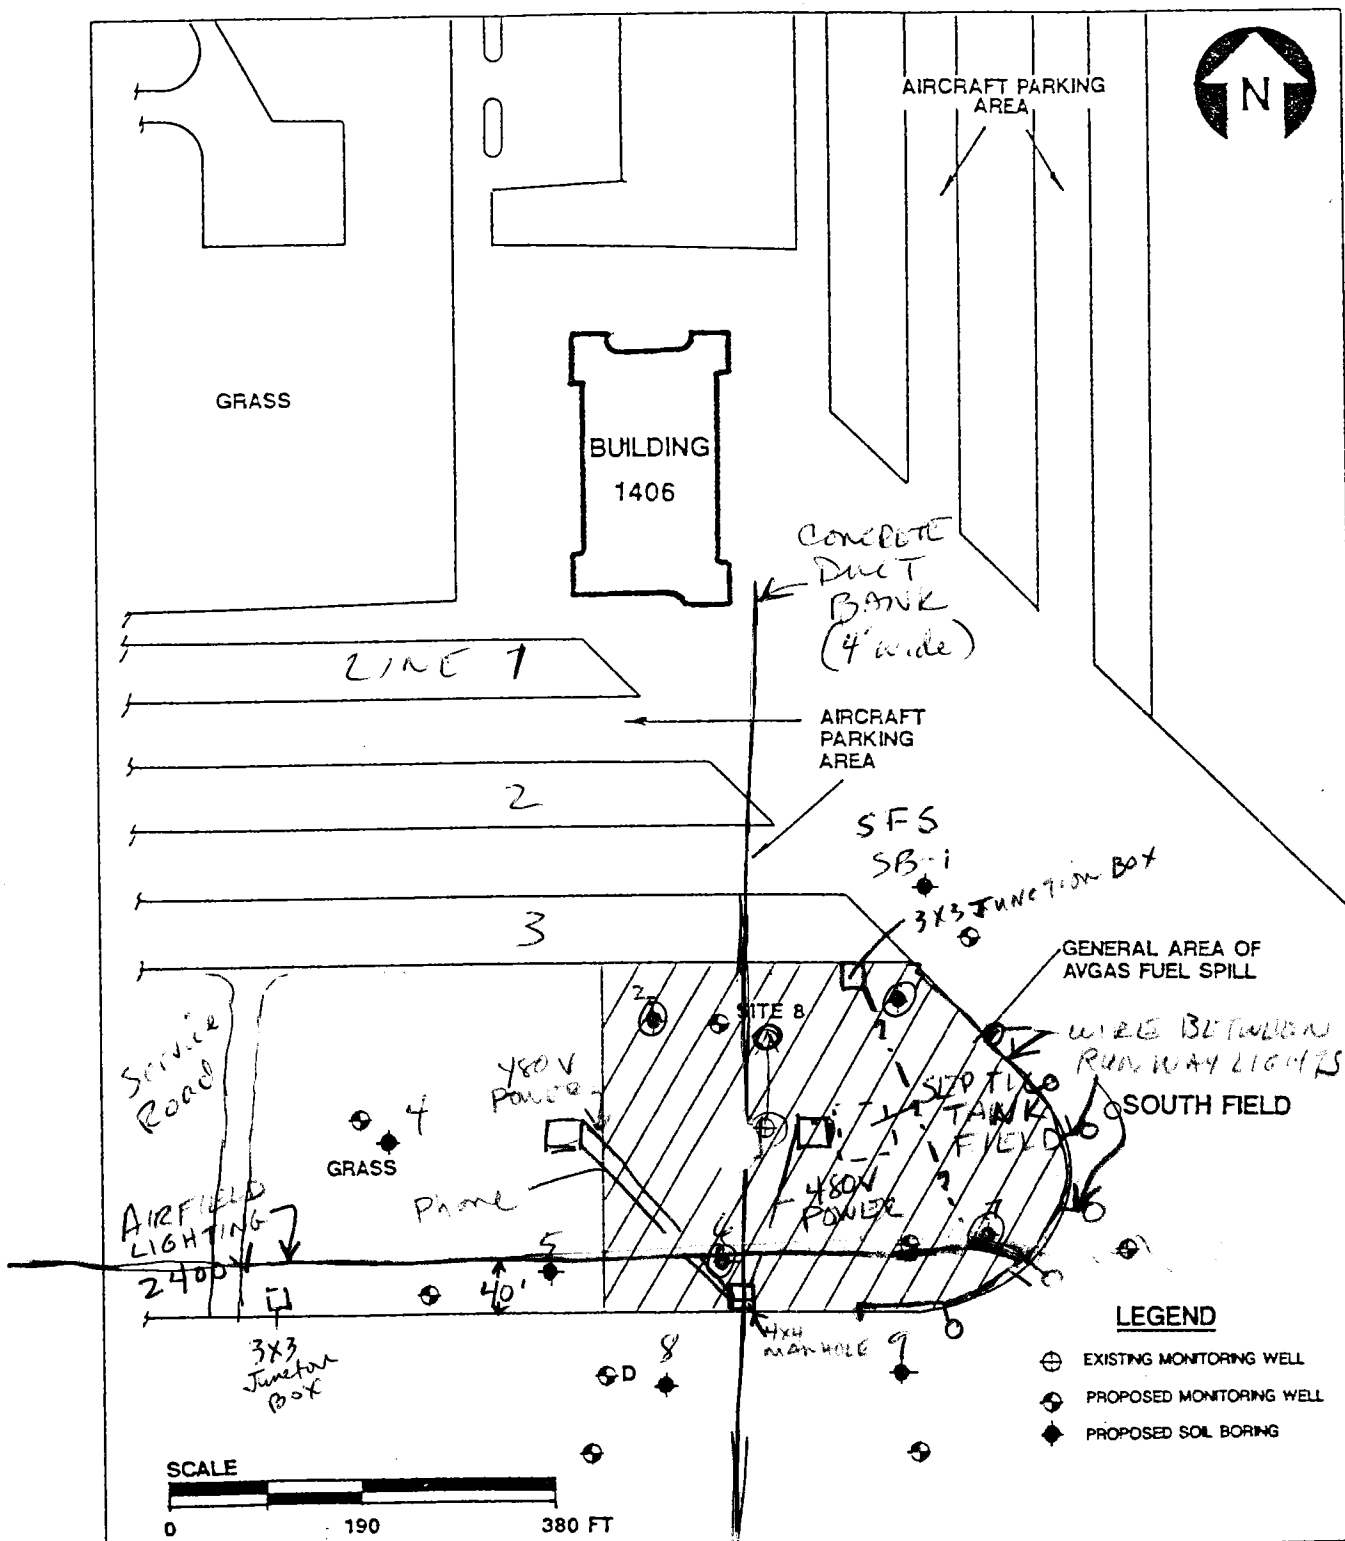 AIRCRAFT PARKING
AREA
N
GRASS
BUILDING
1406
CONCRETE
DUCT
BANK
(4' wide)
LINE 1
AIRCRAFT
PARKING
AREA
2
SFS
SB-1
3X3 JUNCTION BOX
3
GENERAL AREA OF
AVGAS FUEL SPILL
2
SITE 8
WIRE BETWEEN
RUNWAY LIGHTS
Service
Road
480V
POWER
SEPTIC
TANK
FIELD
SOUTH FIELD
4
GRASS
Phone
480V
POWER
AIRFIELD
LIGHTING
2400V
5
6
7
40'
4x4
MANHOLE
3X3
Junction
Box
D
8
9
LEGEND
EXISTING MONITORING WELL
PROPOSED MONITORING WELL
PROPOSED SOIL BORING
SCALE
0 190 380 FT